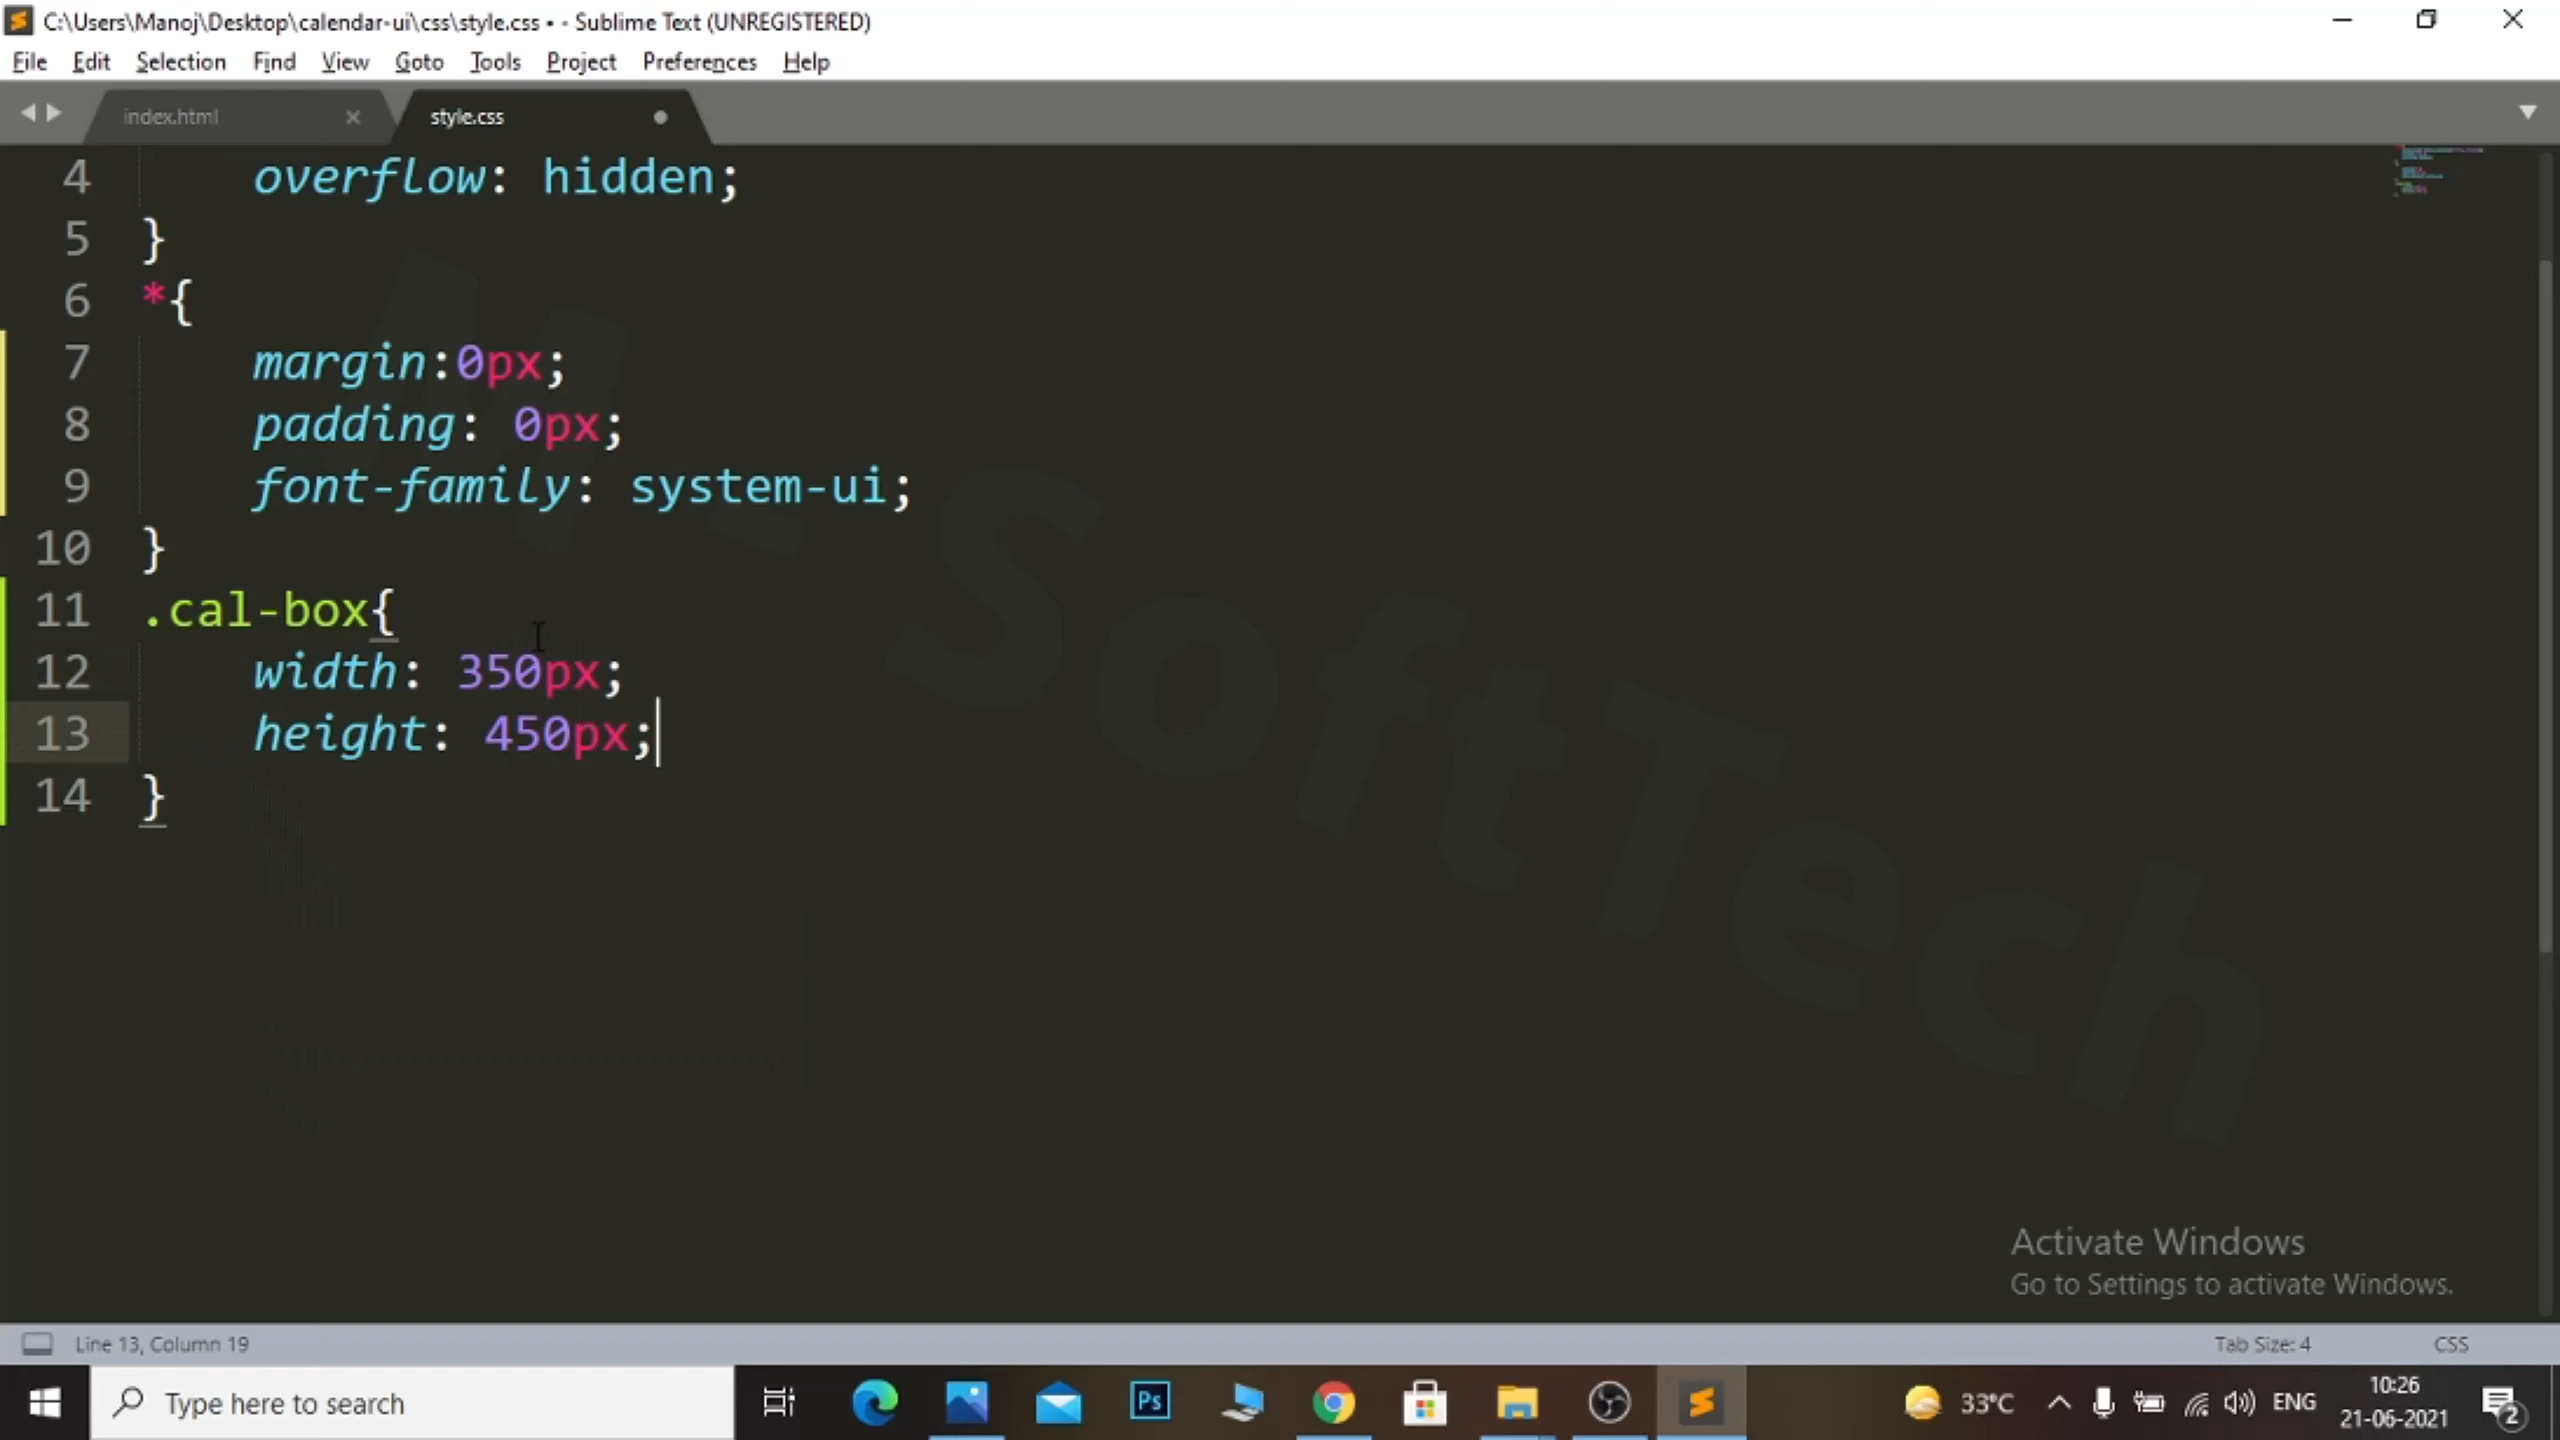 C:\Users\Manoj\Desktop\calendar-ui\css\style.css • - Sublime Text (UNREGISTERED)
File Edit Selection Find View Goto Tools Project Preferences Help
index.html style.css
4 overflow: hidden;
5 }
6 *{
7 margin:0px;
8 padding: 0px;
9 font-family: system-ui;
10 }
11 .cal-box{
12 width: 350px;
13 height: 450px;
14 }
M - SoftTech
Activate Windows
Go to Settings to activate Windows.
Line 13, Column 19 Tab Size: 4 CSS
Type here to search Ps 33°C ENG 10:26
21-06-2021 2